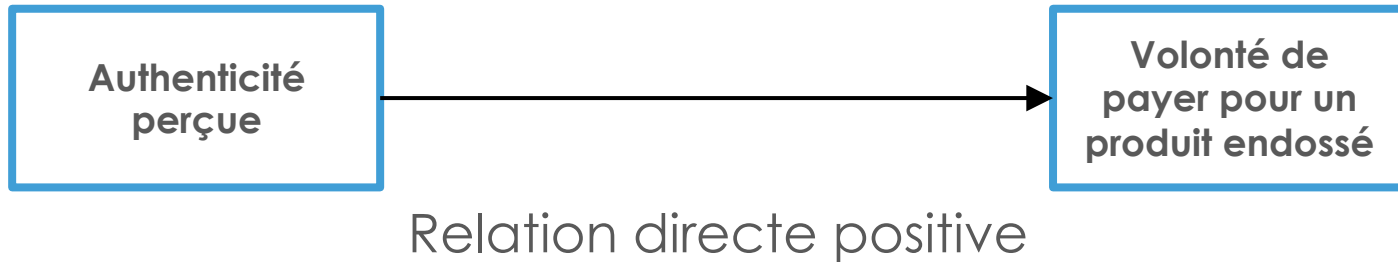 Authenticité
perçue
Volonté de
payer pour un
produit endossé
Relation directe positive